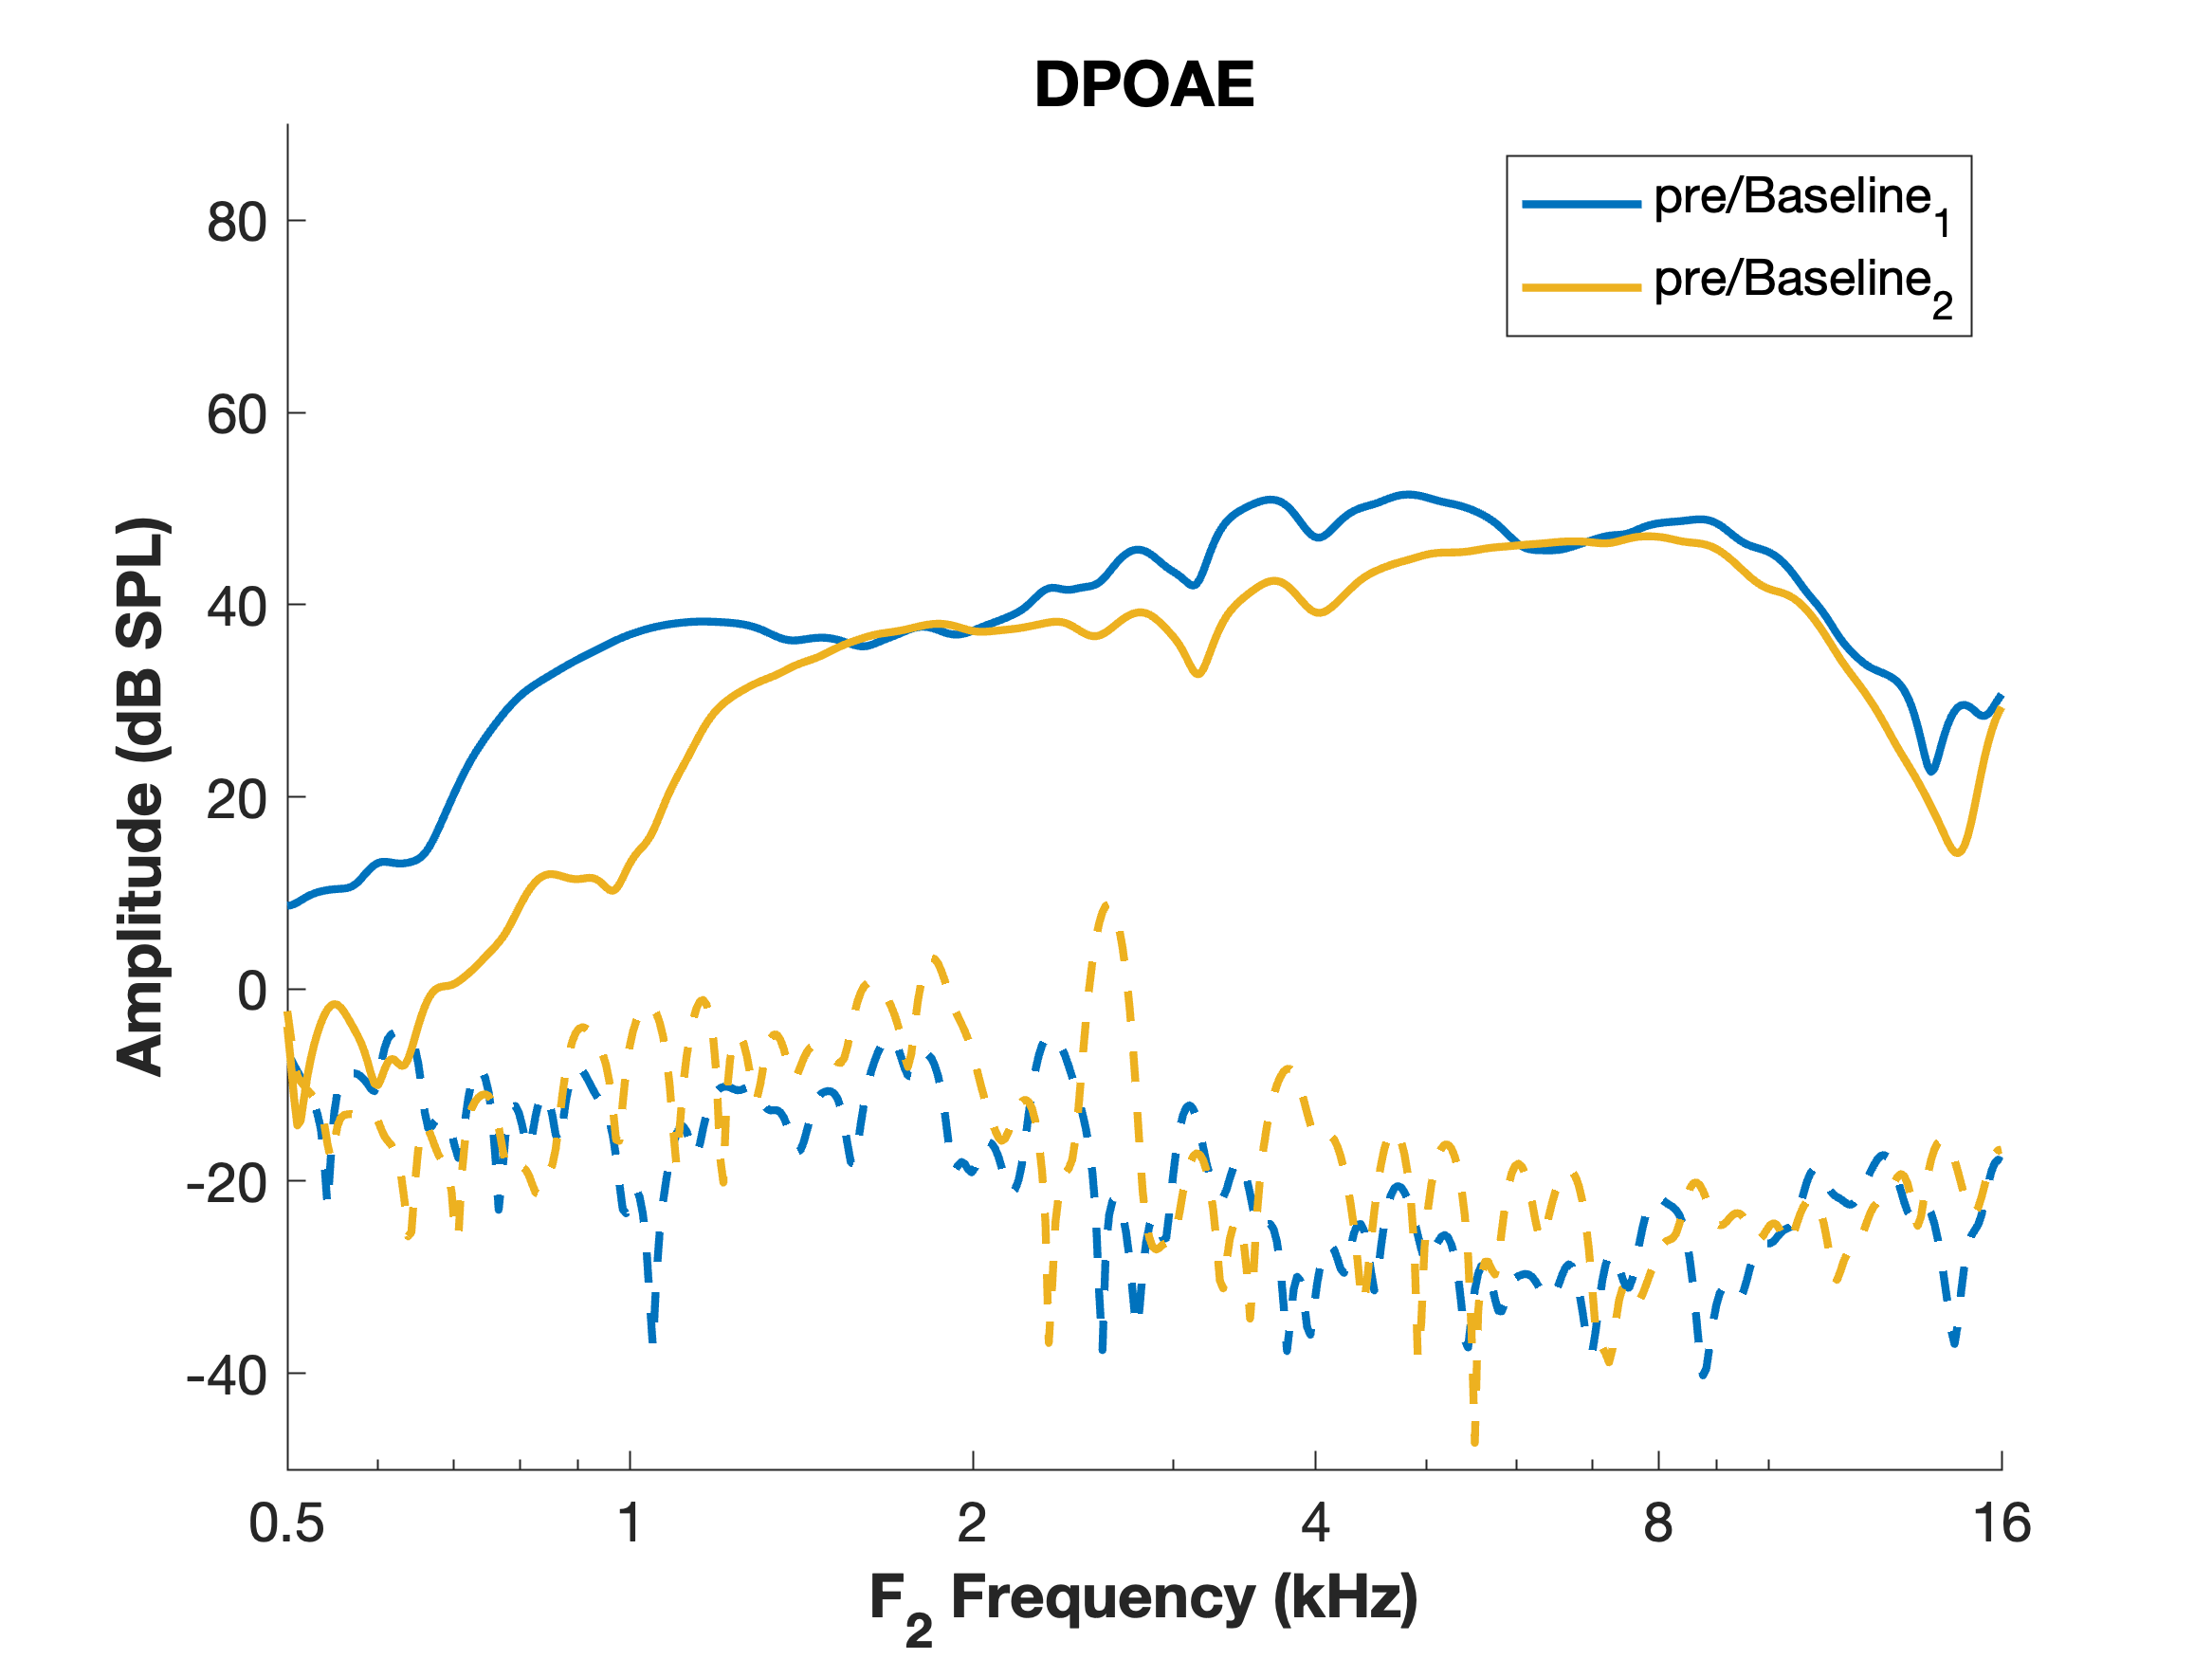 DPOAE
pre/Baseline1
pre/Baseline2
80
60
40
20
0
-20
-40
Amplitude (dB SPL)
0.5 1 2 4 8 16
F2 Frequency (kHz)